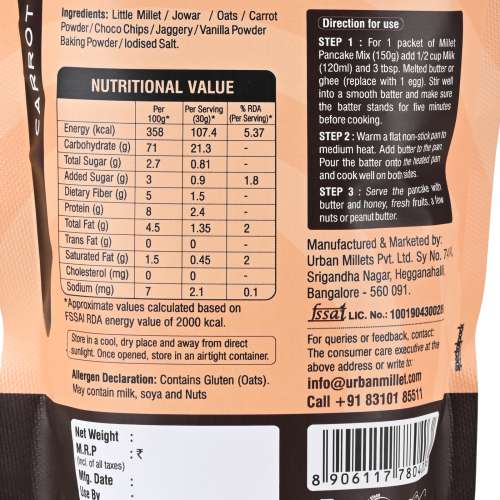 CARROT
Ingredients: Little Millet / Jowar / Oats / Carrot
Powder / Choco Chips / Jaggery / Vanilla Powder
Baking Powder / Iodised Salt.
NUTRITIONAL VALUE
Per 100g* Per Serving (30g)* % RDA (Per Serving)*
Energy (kcal) 358 107.4 5.37
Carbohydrate (g) 71 21.3 -
Total Sugar (g) 2.7 0.81 -
Added Sugar (g) 3 0.9 1.8
Dietary Fiber (g) 5 1.5 -
Protein (g) 8 2.4 -
Total Fat (g) 4.5 1.35 2
Trans Fat (g) 0 0 -
Saturated Fat (g) 1.5 0.45 2
Cholesterol (mg) 0 0 -
Sodium (mg) 7 2.1 0.1
*Approximate values calculated based on
FSSAI RDA energy value of 2000 kcal.
Store in a cool, dry place and away from direct
sunlight. Once opened, store in an airtight container.
Allergen Declaration: Contains Gluten (Oats).
May contain milk, soya and Nuts
Net Weight :
M.R.P : ₹
(incl. of all taxes)
Mfg. Date :
Use By :
Direction for use
STEP 1 : For 1 packet of Millet
Pancake Mix (150g) add 1/2 cup Milk
(120ml) and 3 tbsp. Melted butter or
ghee (replace with 1 egg). Stir well
into a smooth batter and make sure
the batter stands for five minutes
before cooking.
STEP 2 : Warm a flat non-stick pan to
medium heat. Add butter to the pan.
Pour the batter onto the heated pan
and cook well on both sides.
STEP 3 : Serve the pancake with
butter and honey, fresh fruits, a few
nuts or peanut butter.
Manufactured & Marketed by:
Urban Millets Pvt. Ltd. Sy No.
Srigandha Nagar, Hegganahalli,
Bangalore - 560 091.
fssai LIC. No.: 100190430028
For queries or feedback, contact:
The consumer care executive at the
above address or write to:
info@urbanmillet.com
Call +91 83101 85511
8 906117